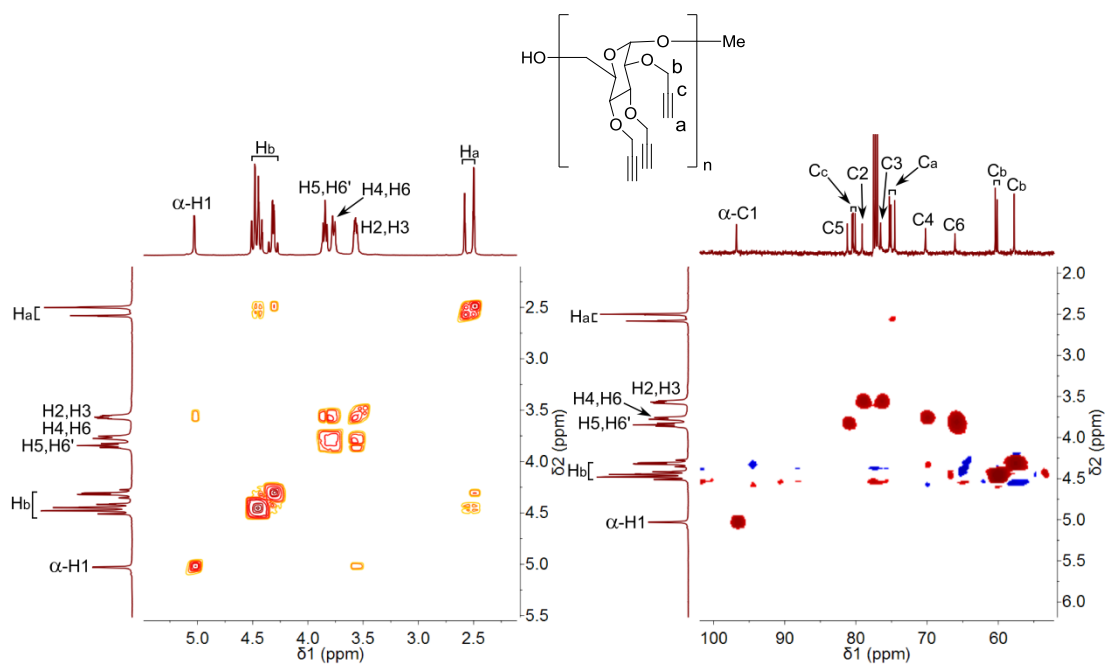 HO
O
O
Me
O
b
c
a
O
O
n
Hb
Ha
α-H1
H5,H6'
H4,H6
H2,H3
Ha
H2,H3
H4,H6
H5,H6'
Hb
α-H1
2.5
3.0
3.5
4.0
4.5
5.0
5.5
δ2 (ppm)
5.0 4.5 4.0 3.5 3.0 2.5
δ1 (ppm)
α-C1
C5
Cc
C2
C3
Ca
C4
C6
Cb
Cb
Ha
H2,H3
H4,H6
H5,H6'
Hb
α-H1
2.0
2.5
3.0
3.5
4.0
4.5
5.0
5.5
6.0
δ2 (ppm)
100 90 80 70 60
δ1 (ppm)